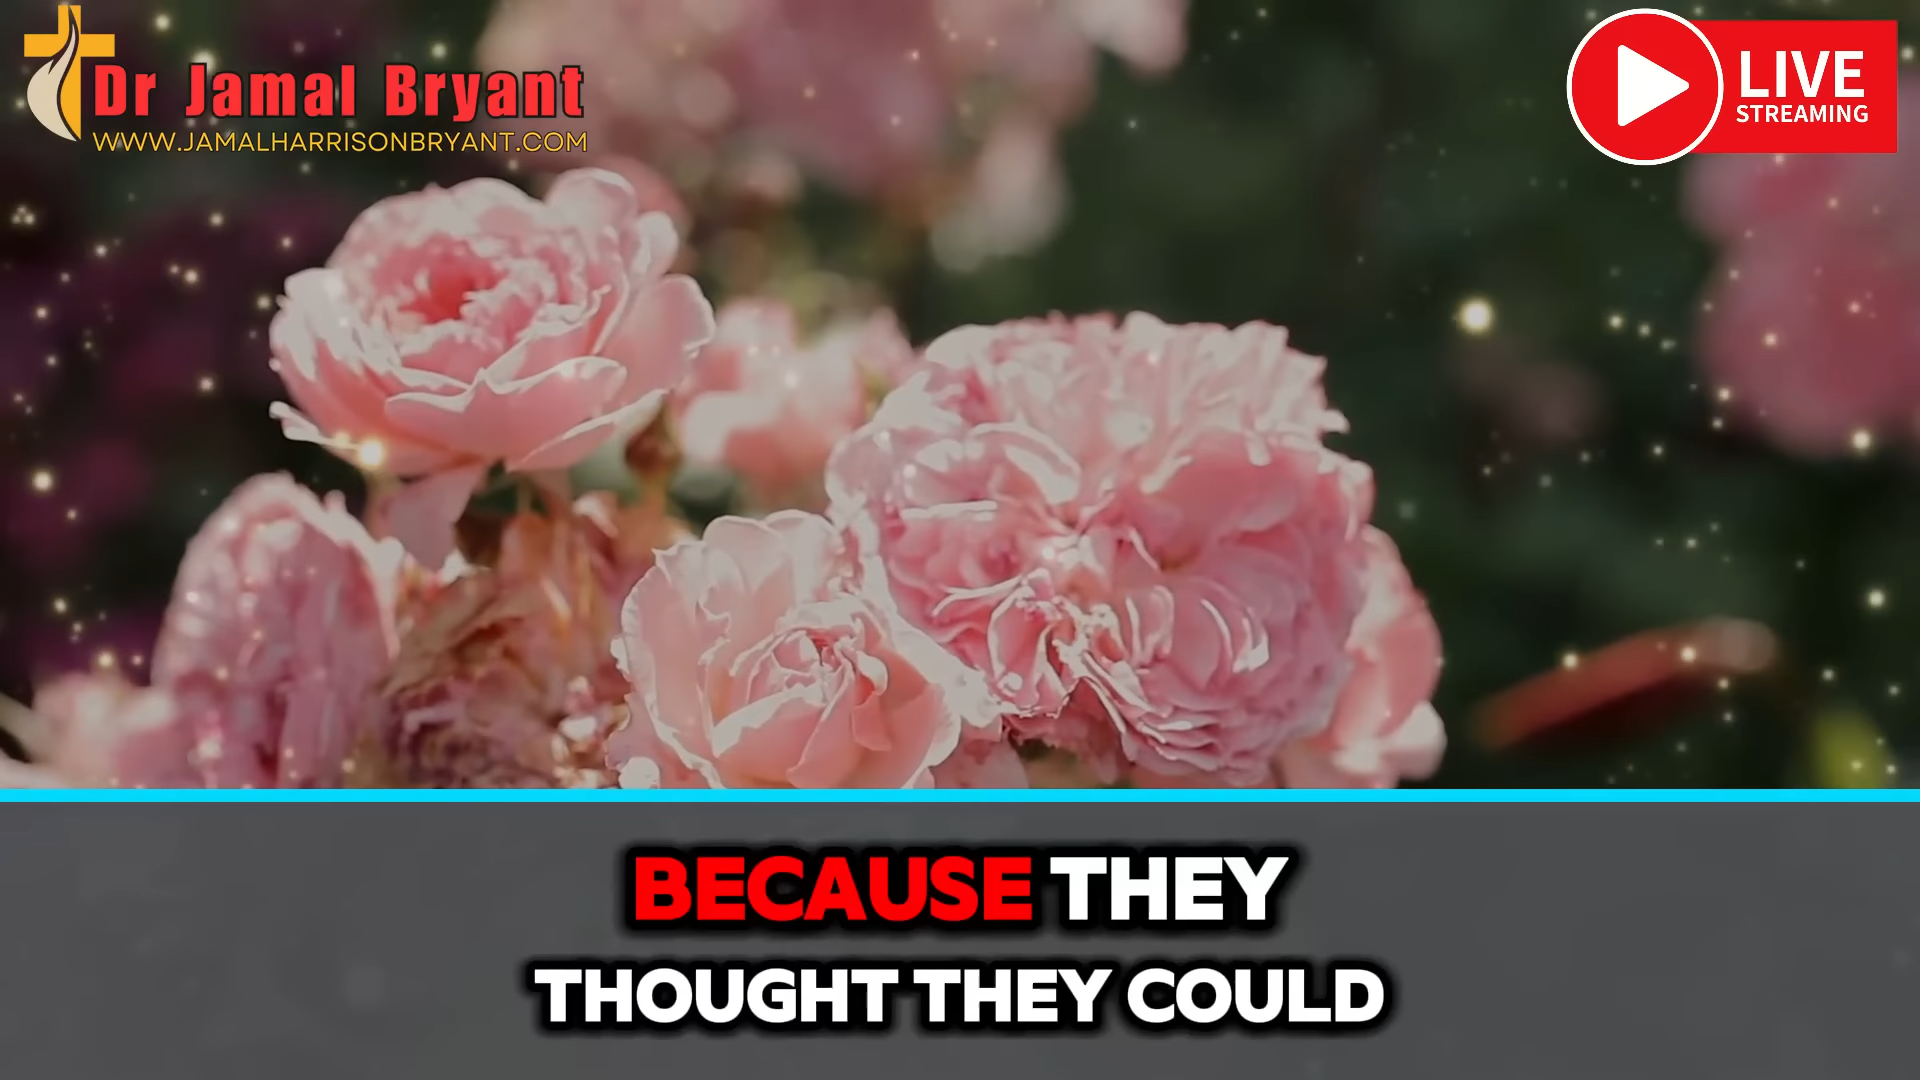 Dr Jamal Bryant
WWW.JAMALHARRISONBRYANT.COM
LIVE
STREAMING
BECAUSE THEY
THOUGHT THEY COULD